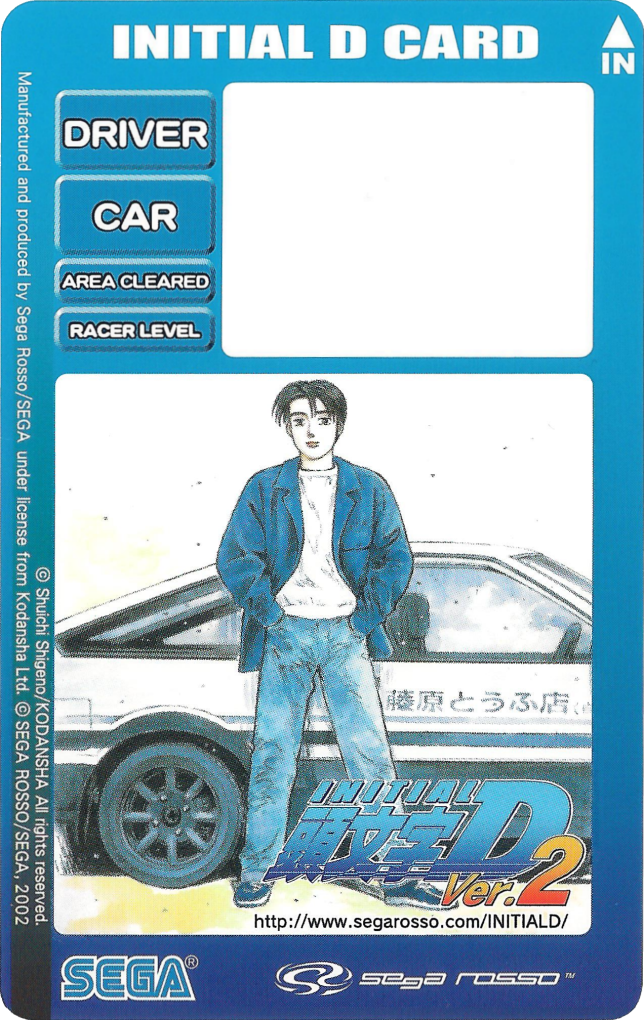 INITIAL D CARD
IN
DRIVER
CAR
AREA CLEARED
RACER LEVEL
Manufactured and produced by Sega Rosso/SEGA under license from Kodansha Ltd. © SEGA ROSSO/SEGA, 2002
© Shuichi Shigeno/KODANSHA All rights reserved.
藤原とうふ店
INITIAL
頭文字D
Ver.2
http://www.segarosso.com/INITIALD/
SEGA®
sega rosso™